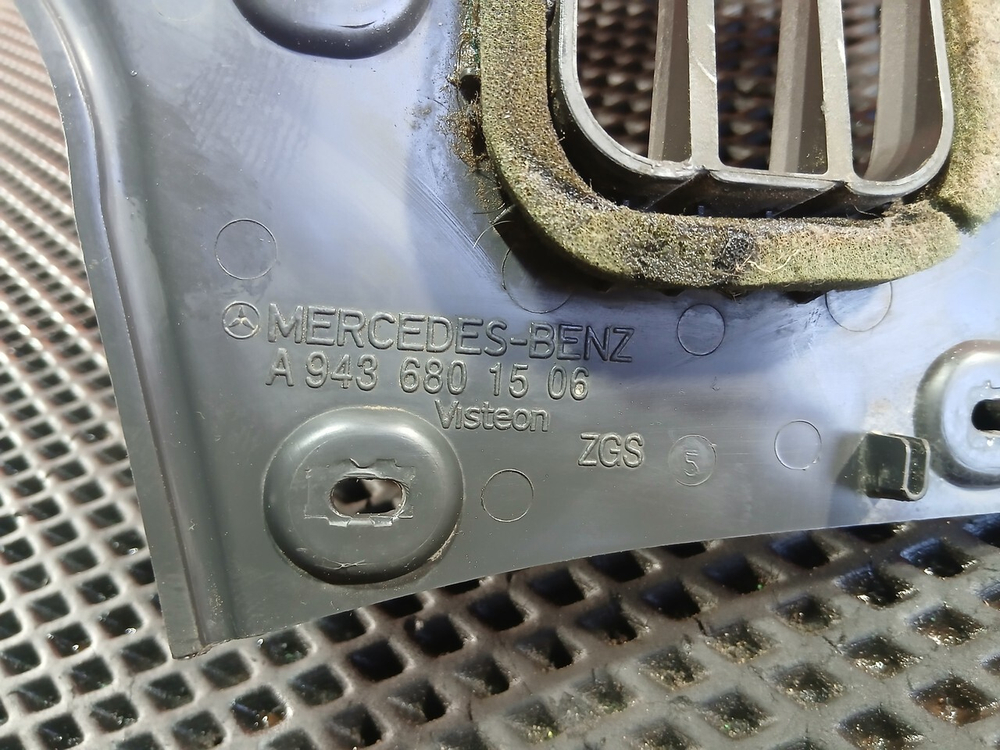 MERCEDES-BENZ
A 943 680 15 06
Visteon
ZGS 5